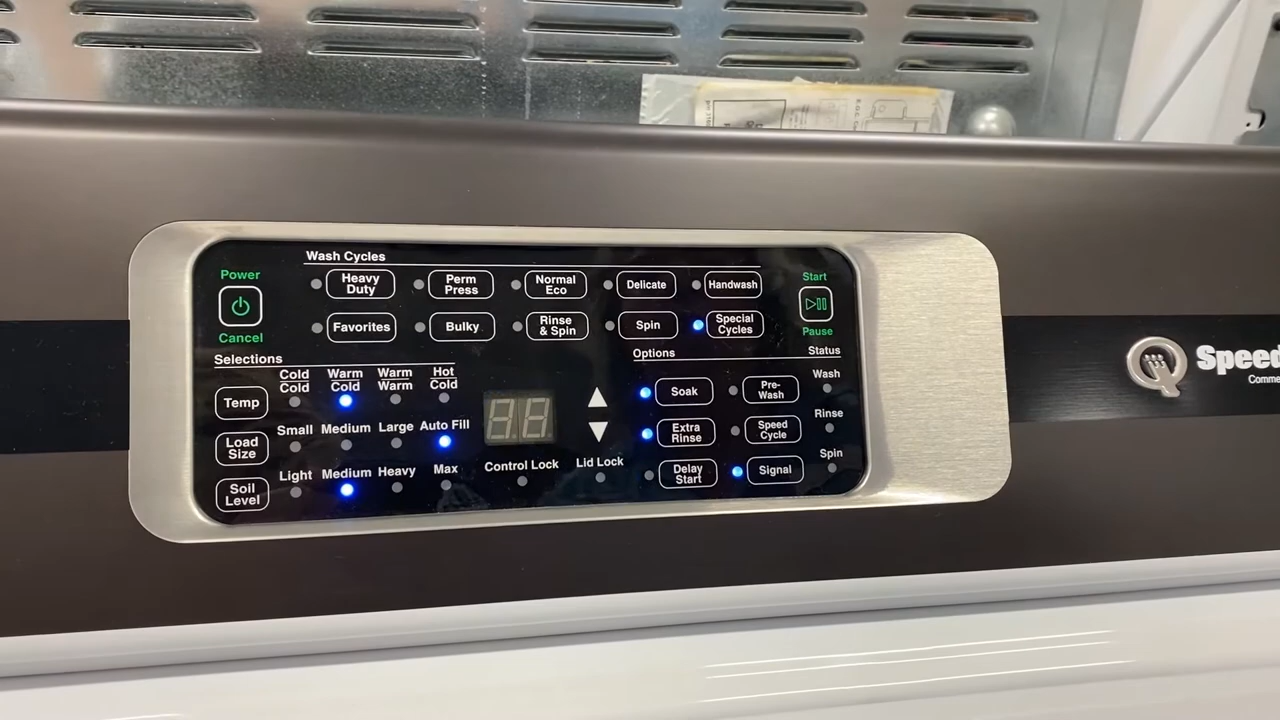 Wash Cycles
Power
Cancel
Heavy
Duty
Perm
Press
Normal
Eco
Delicate
Handwash
Start
Pause
Favorites
Bulky
Rinse
& Spin
Spin
Special
Cycles
Selections
Options
Status
Temp
Cold
Cold
Warm
Cold
Warm
Warm
Hot
Cold
Load
Size
Small
Medium
Large
Auto Fill
Soil
Level
Light
Medium
Heavy
Max
Control Lock
Lid Lock
Soak
Pre-
Wash
Extra
Rinse
Speed
Cycle
Delay
Start
Signal
Wash
Rinse
Spin
Q
Speed
Comme